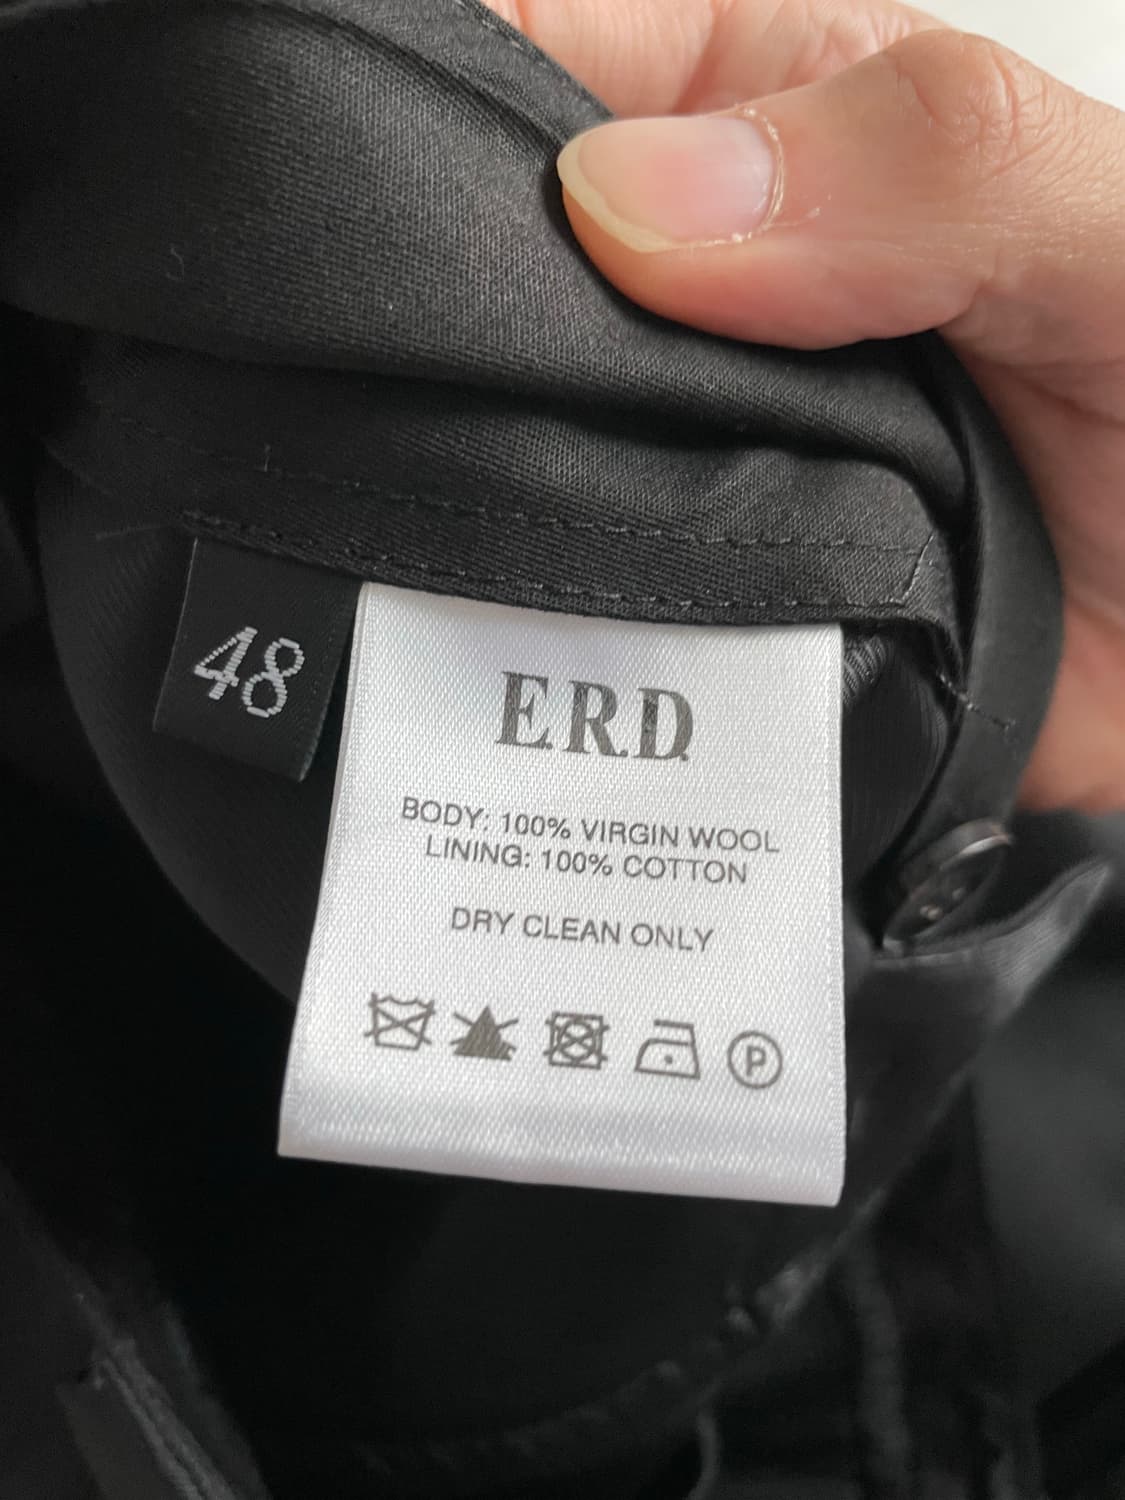 48
E.R.D.
BODY: 100% VIRGIN WOOL
LINING: 100% COTTON
DRY CLEAN ONLY
P